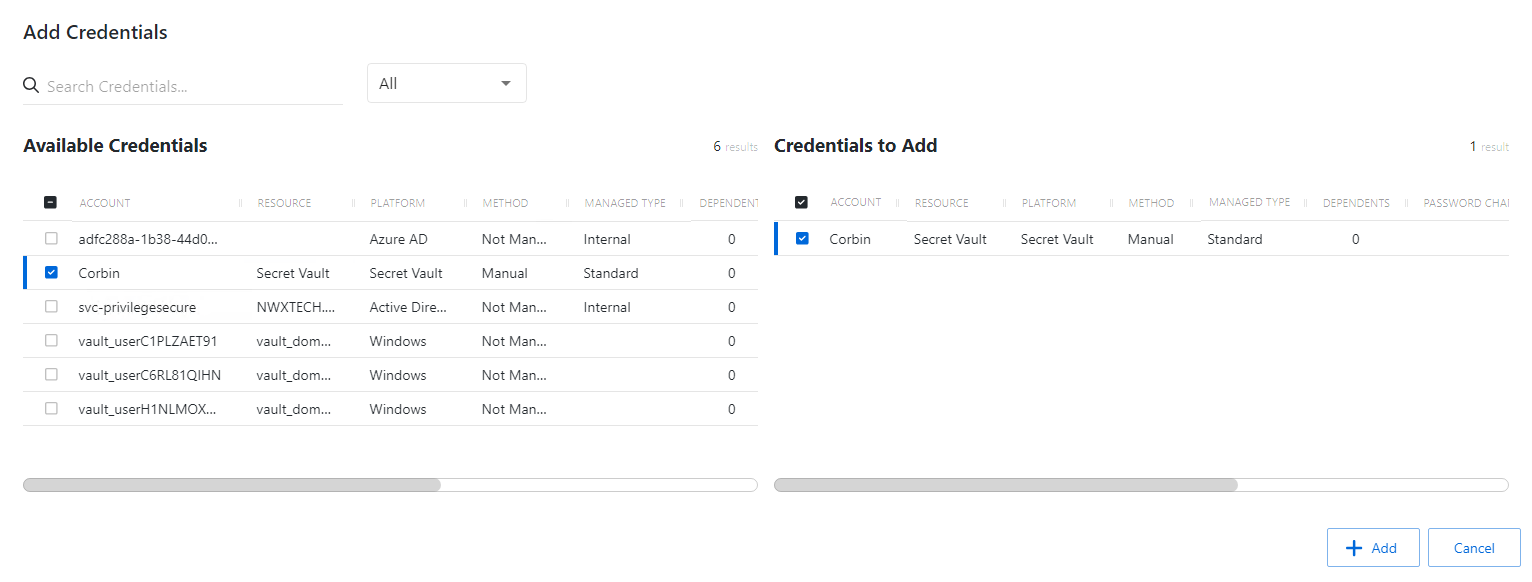 Add Credentials
Search Credentials...
All
Available Credentials 6 results
ACCOUNT RESOURCE PLATFORM METHOD MANAGED TYPE DEPENDENT
adfc288a-1b38-44d0... Azure AD Not Man... Internal 0
Corbin Secret Vault Secret Vault Manual Standard 0
svc-privilegesecure NWXTECH.... Active Dire... Not Man... Internal 0
vault_userC1PLZAET91 vault_dom... Windows Not Man... 0
vault_userC6RL81QIHN vault_dom... Windows Not Man... 0
vault_userH1NLMOX... vault_dom... Windows Not Man... 0
Credentials to Add 1 result
ACCOUNT RESOURCE PLATFORM METHOD MANAGED TYPE DEPENDENTS PASSWORD CHA
Corbin Secret Vault Secret Vault Manual Standard 0
Add Cancel